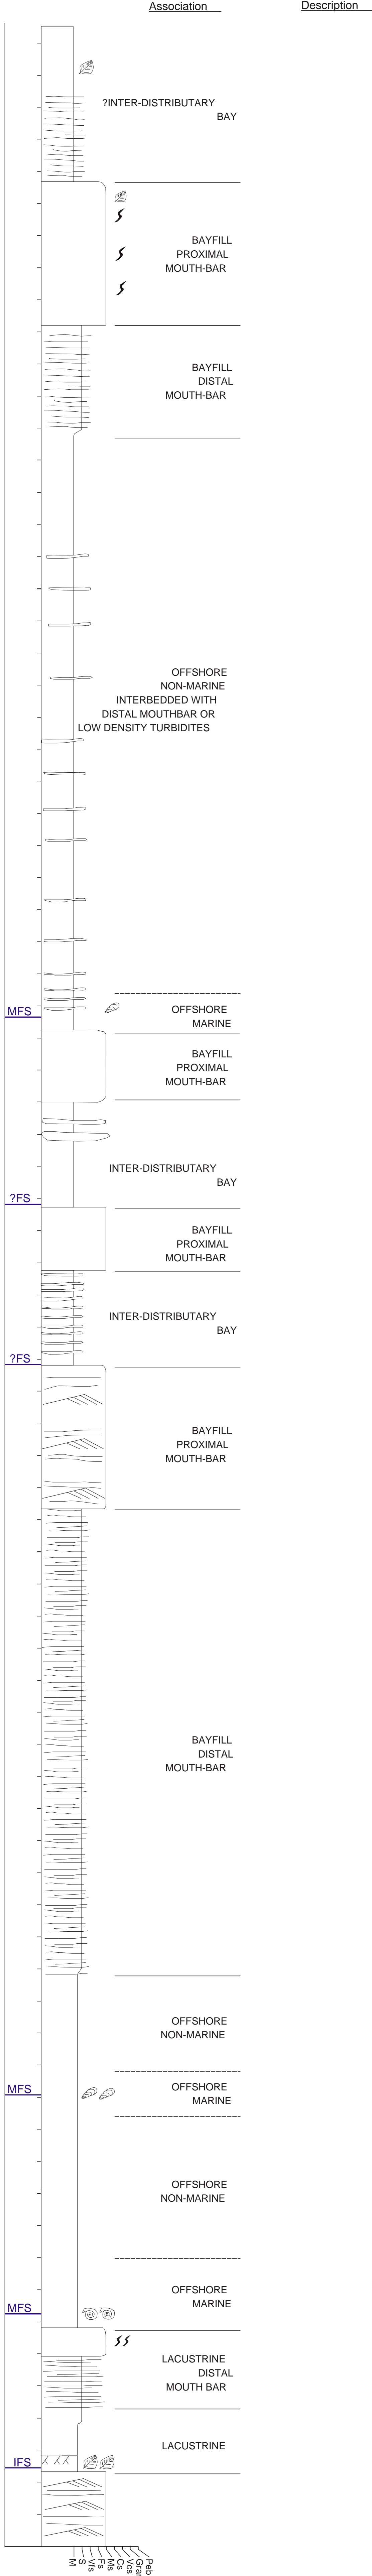 Association Description
?INTER-DISTRIBUTARY
BAY
BAYFILL
PROXIMAL
MOUTH-BAR
BAYFILL
DISTAL
MOUTH-BAR
OFFSHORE
NON-MARINE
INTERBEDDED WITH
DISTAL MOUTHBAR OR
LOW DENSITY TURBIDITES
MFS
OFFSHORE
MARINE
BAYFILL
PROXIMAL
MOUTH-BAR
INTER-DISTRIBUTARY
BAY
?FS
BAYFILL
PROXIMAL
MOUTH-BAR
INTER-DISTRIBUTARY
BAY
?FS
BAYFILL
PROXIMAL
MOUTH-BAR
BAYFILL
DISTAL
MOUTH-BAR
OFFSHORE
NON-MARINE
MFS
OFFSHORE
MARINE
OFFSHORE
NON-MARINE
OFFSHORE
MARINE
MFS
LACUSTRINE
DISTAL
MOUTH BAR
LACUSTRINE
IFS
M
S
Vfs
Fs
Ms
Cs
Vcs
Gran
Peb